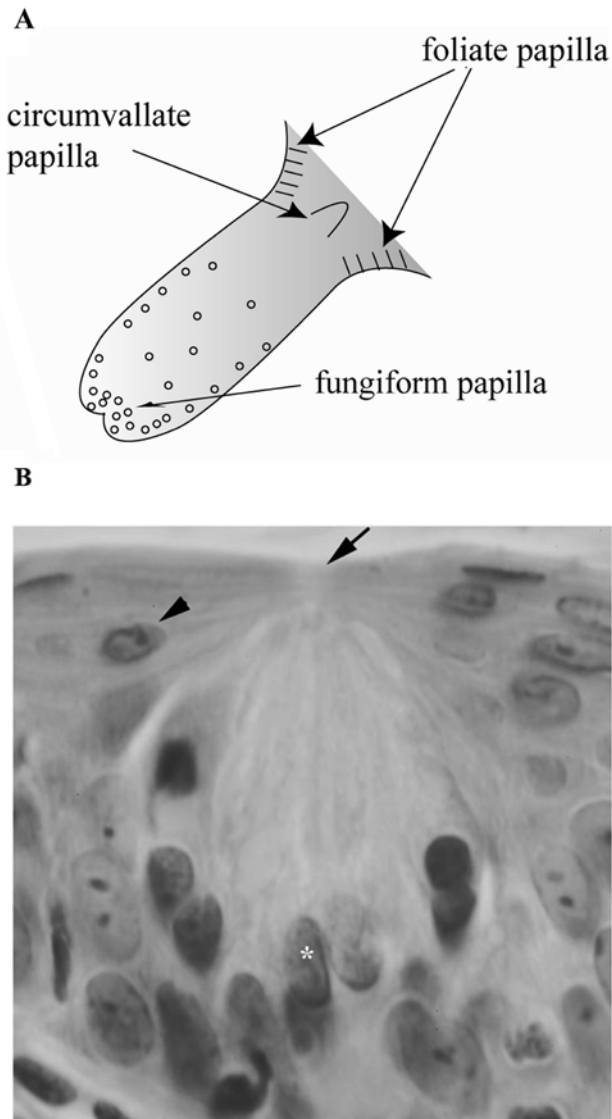 A
foliate papilla
circumvallate
papilla
fungiform papilla
B
*